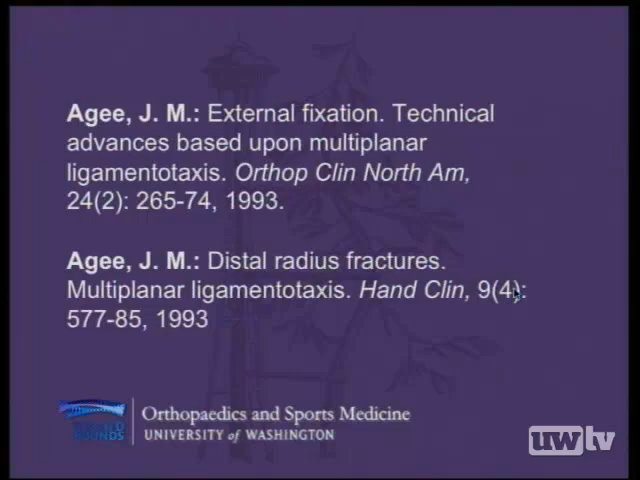 Agee, J. M.: External fixation. Technical
advances based upon multiplanar
ligamentotaxis. Orthop Clin North Am,
24(2): 265-74, 1993.
Agee, J. M.: Distal radius fractures.
Multiplanar ligamentotaxis. Hand Clin, 9(4):
577-85, 1993
Orthopaedics and Sports Medicine
UNIVERSITY of WASHINGTON
uwtv